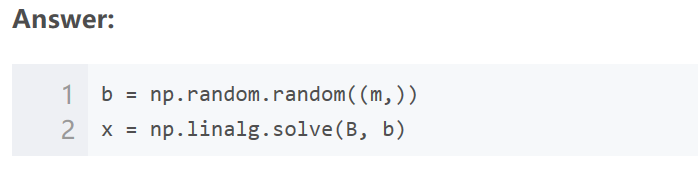 Answer:
1 b = np.random.random((m,))
2 x = np.linalg.solve(B, b)